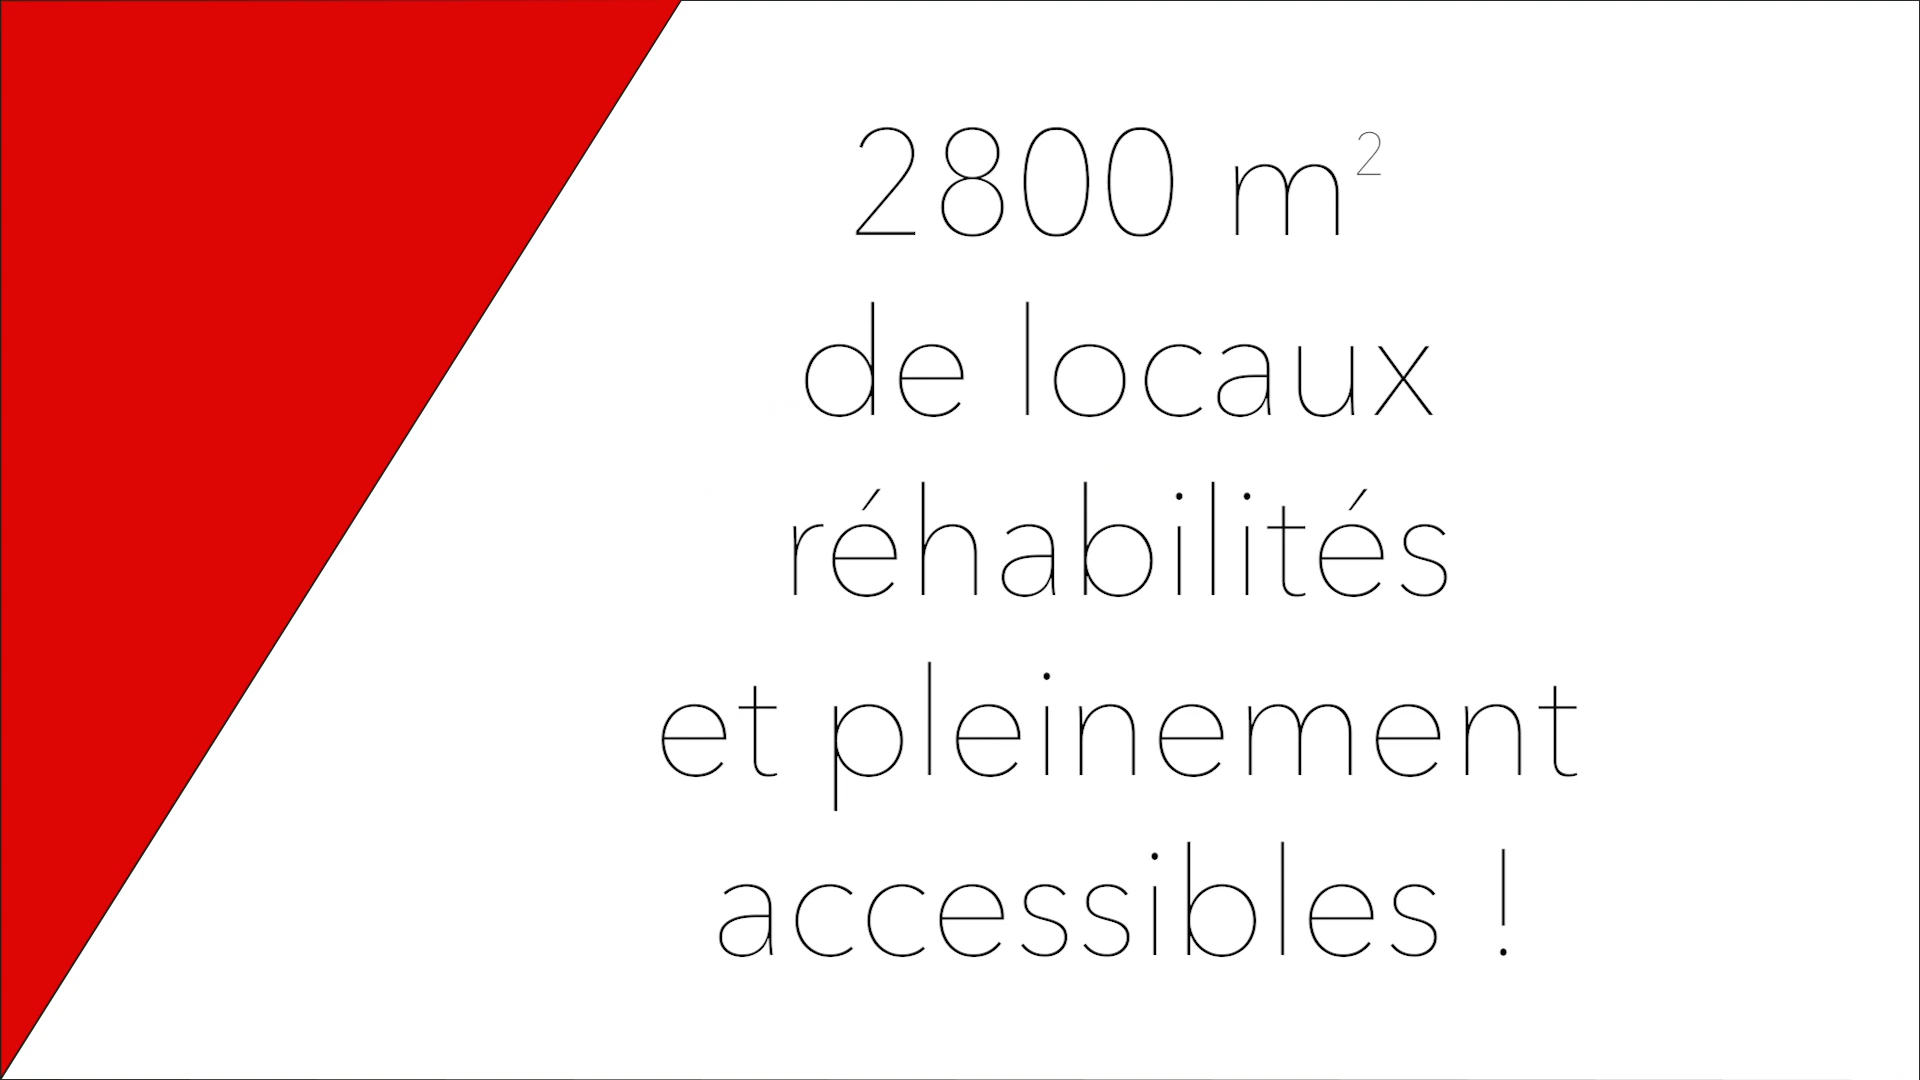 2800 m²
de locaux
réhabilités
et pleinement
accessibles !